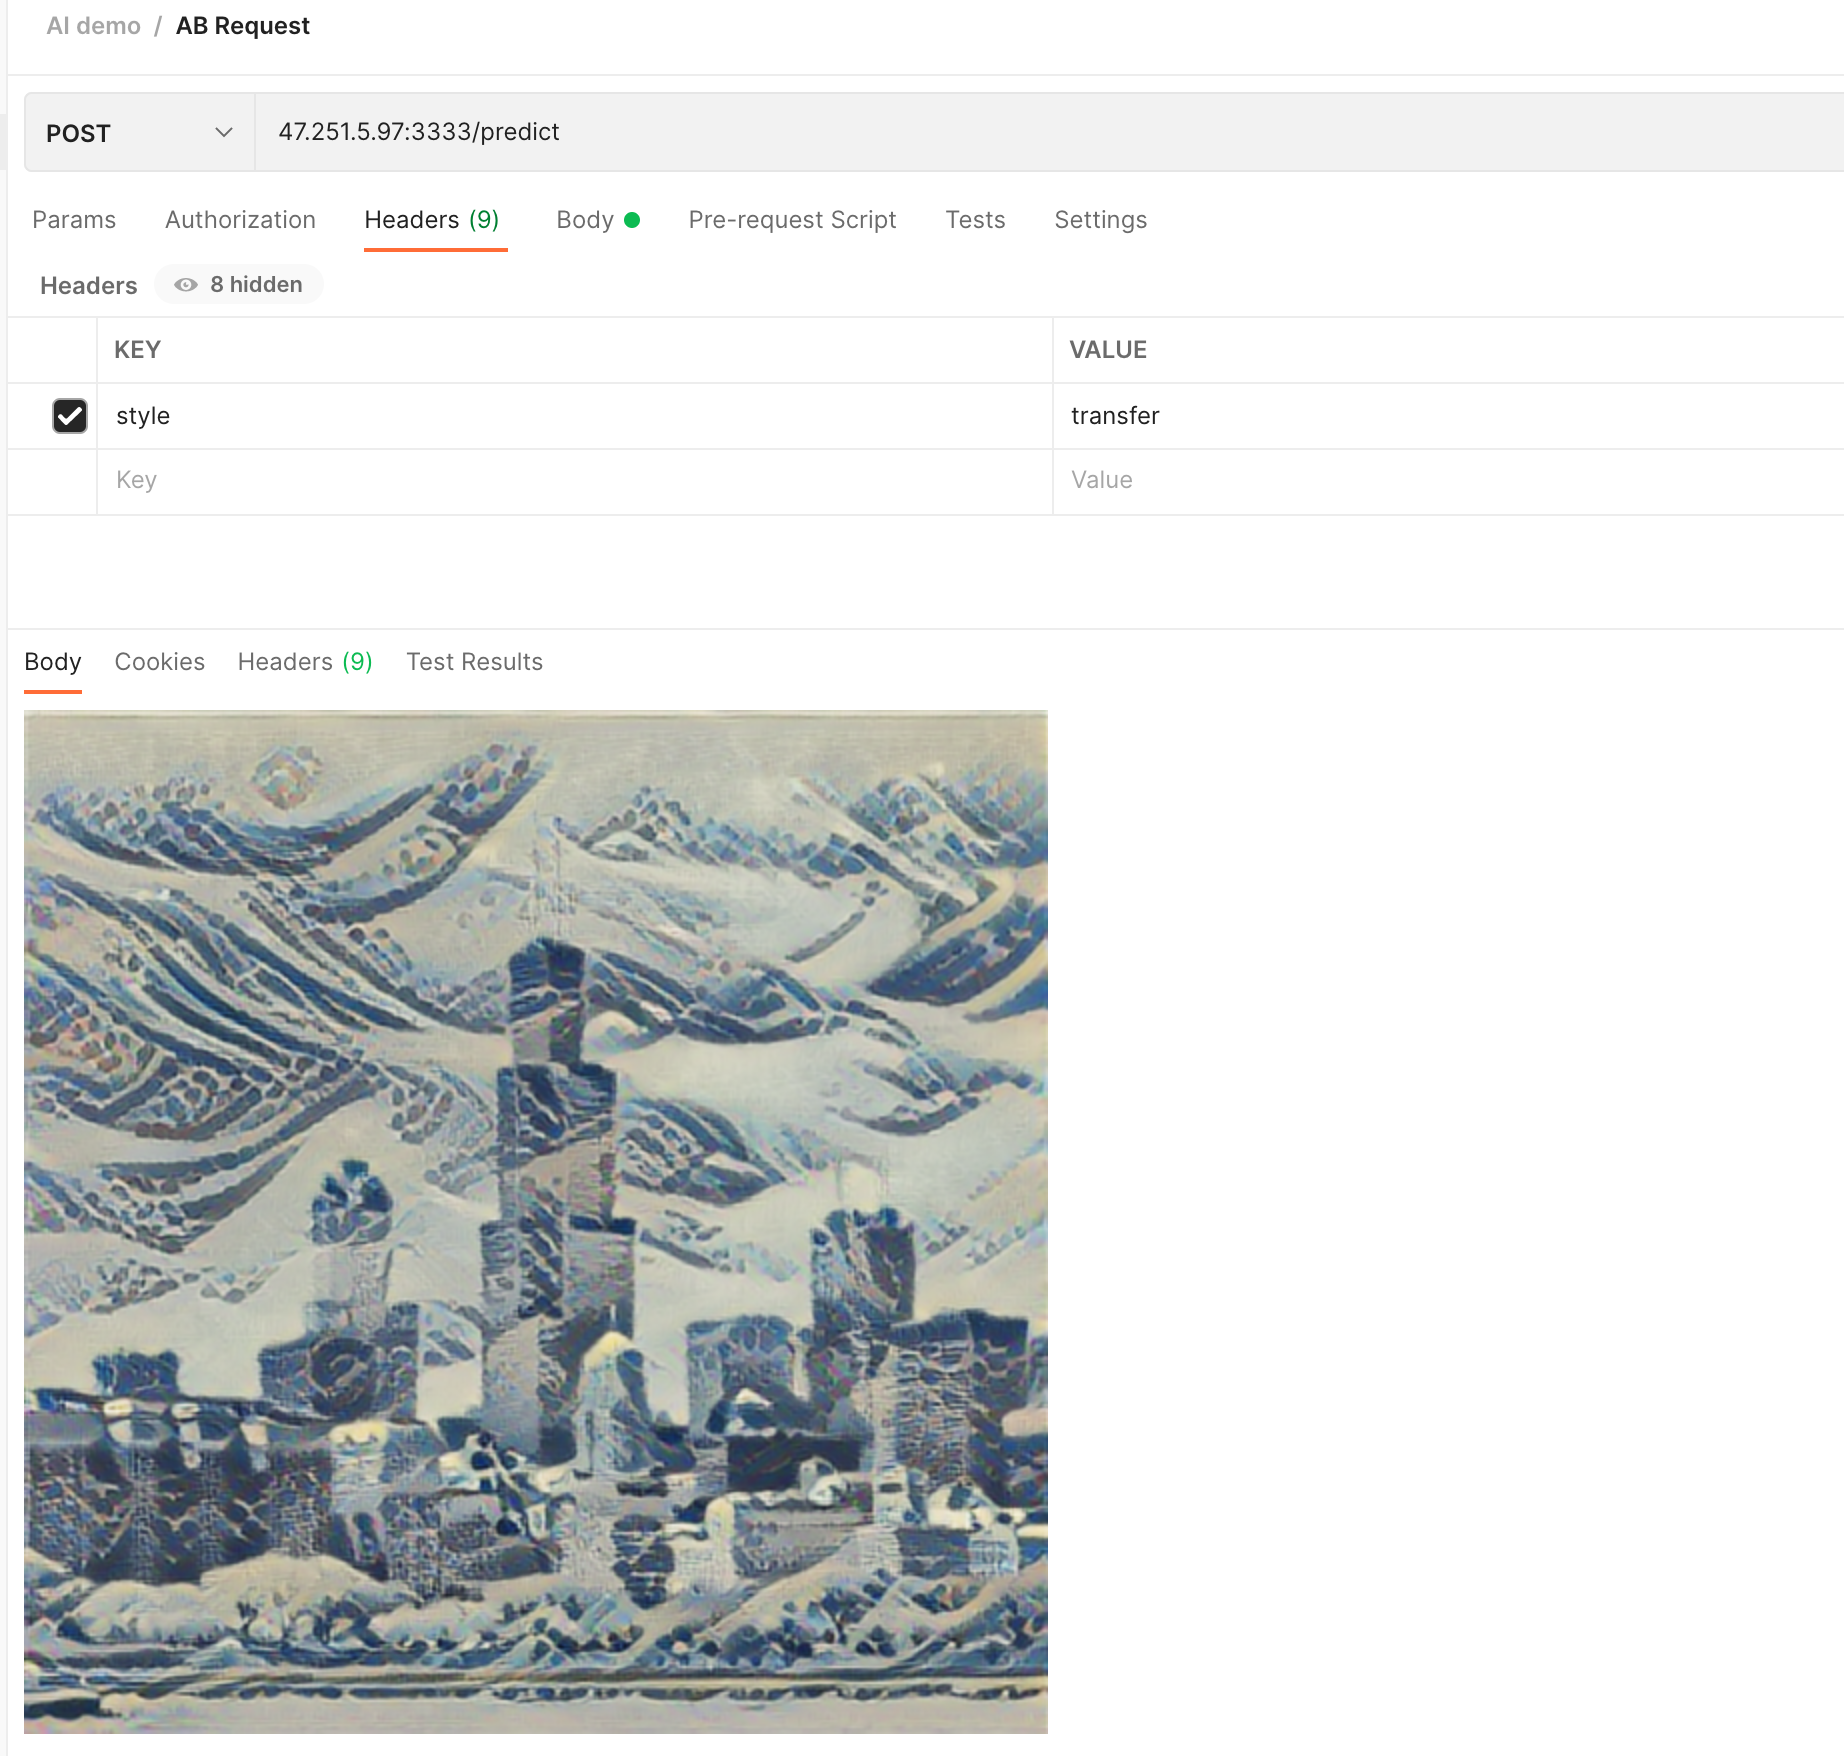 AI demo / AB Request
POST 47.251.5.97:3333/predict
Params Authorization Headers (9) Body Pre-request Script Tests Settings
Headers 8 hidden
KEY VALUE
style transfer
Key Value
Body Cookies Headers (9) Test Results